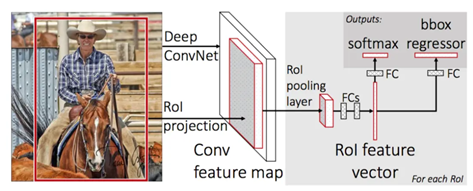 Deep
ConvNet
RoI
projection
Conv
feature map
RoI
pooling
layer
FCs
Outputs:
softmax
FC
bbox
regressor
FC
RoI feature
vector
For each RoI